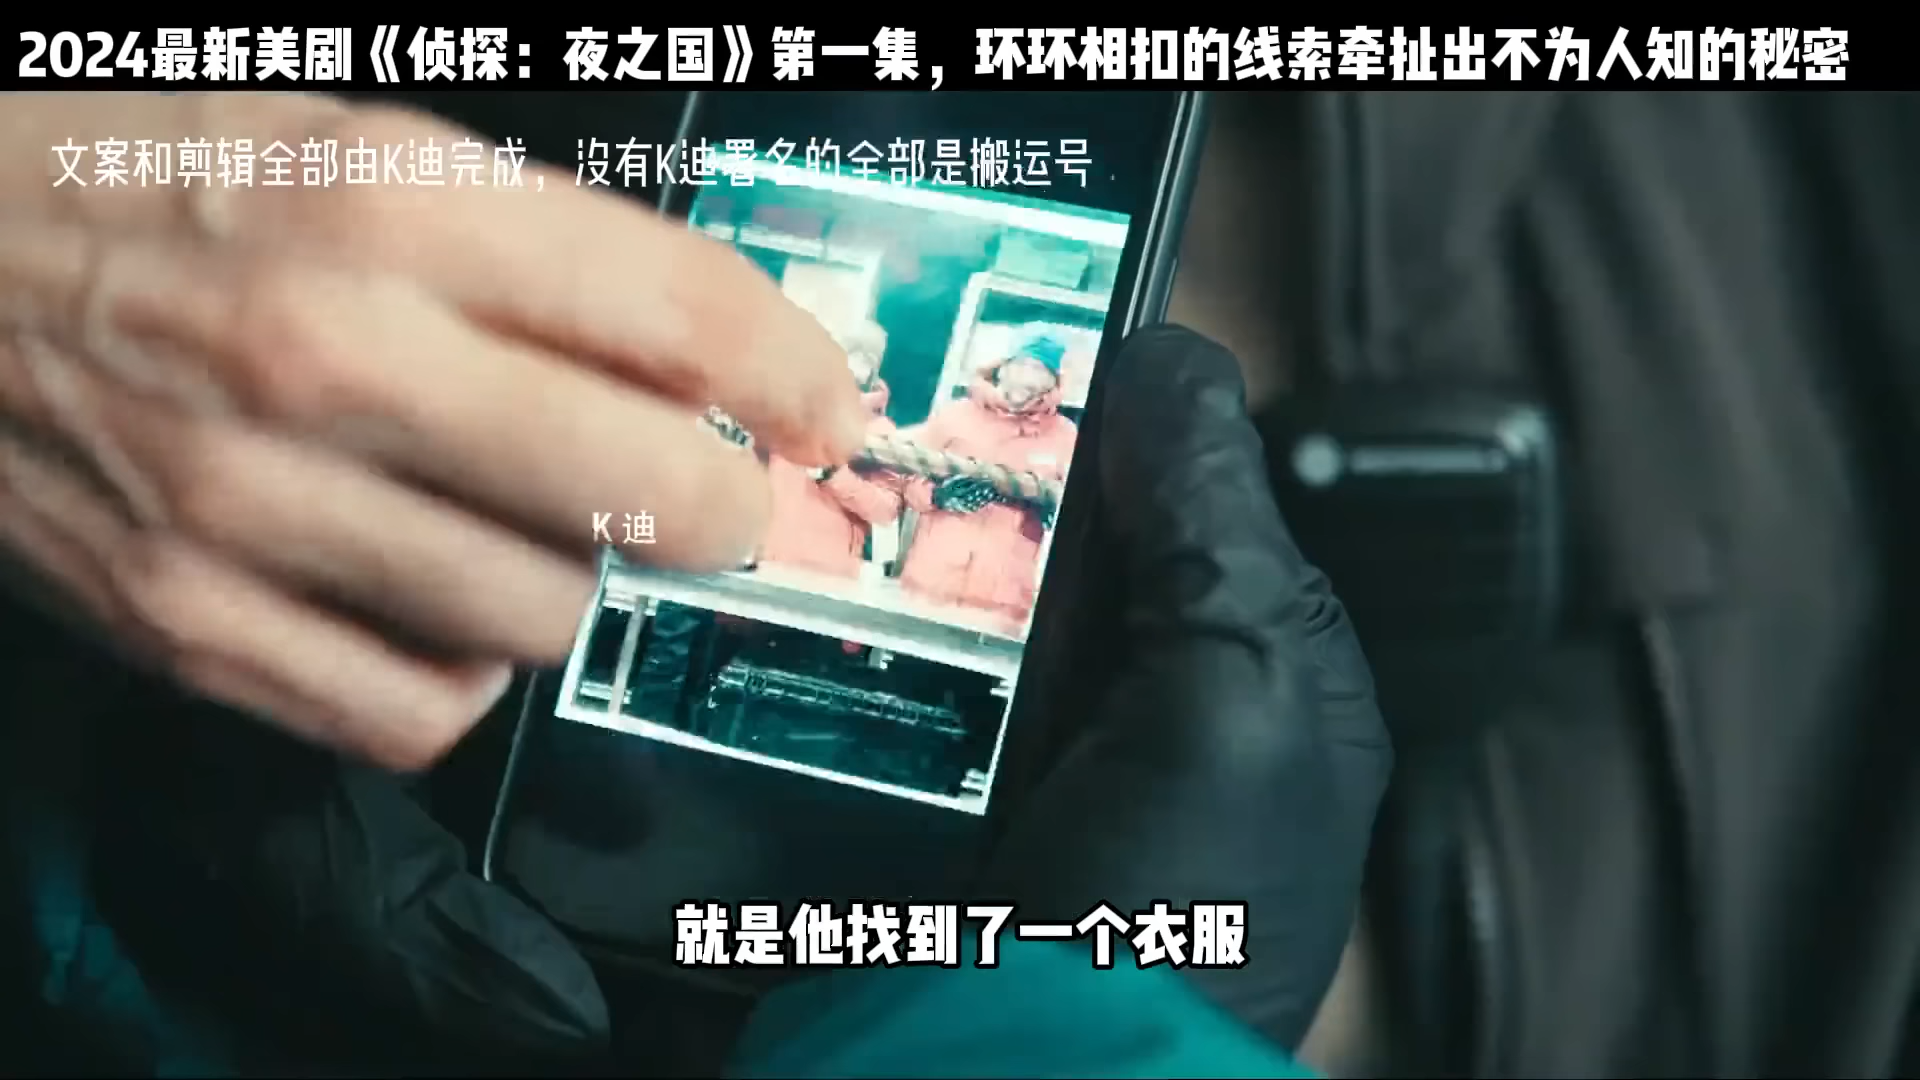 2024最新美剧《侦探：夜之国》第一集，环环相扣的线索牵扯出不为人知的秘密
文案和剪辑全部由K迪完成，没有K迪署名的全部是搬运号
K迪
就是他找到了一个衣服